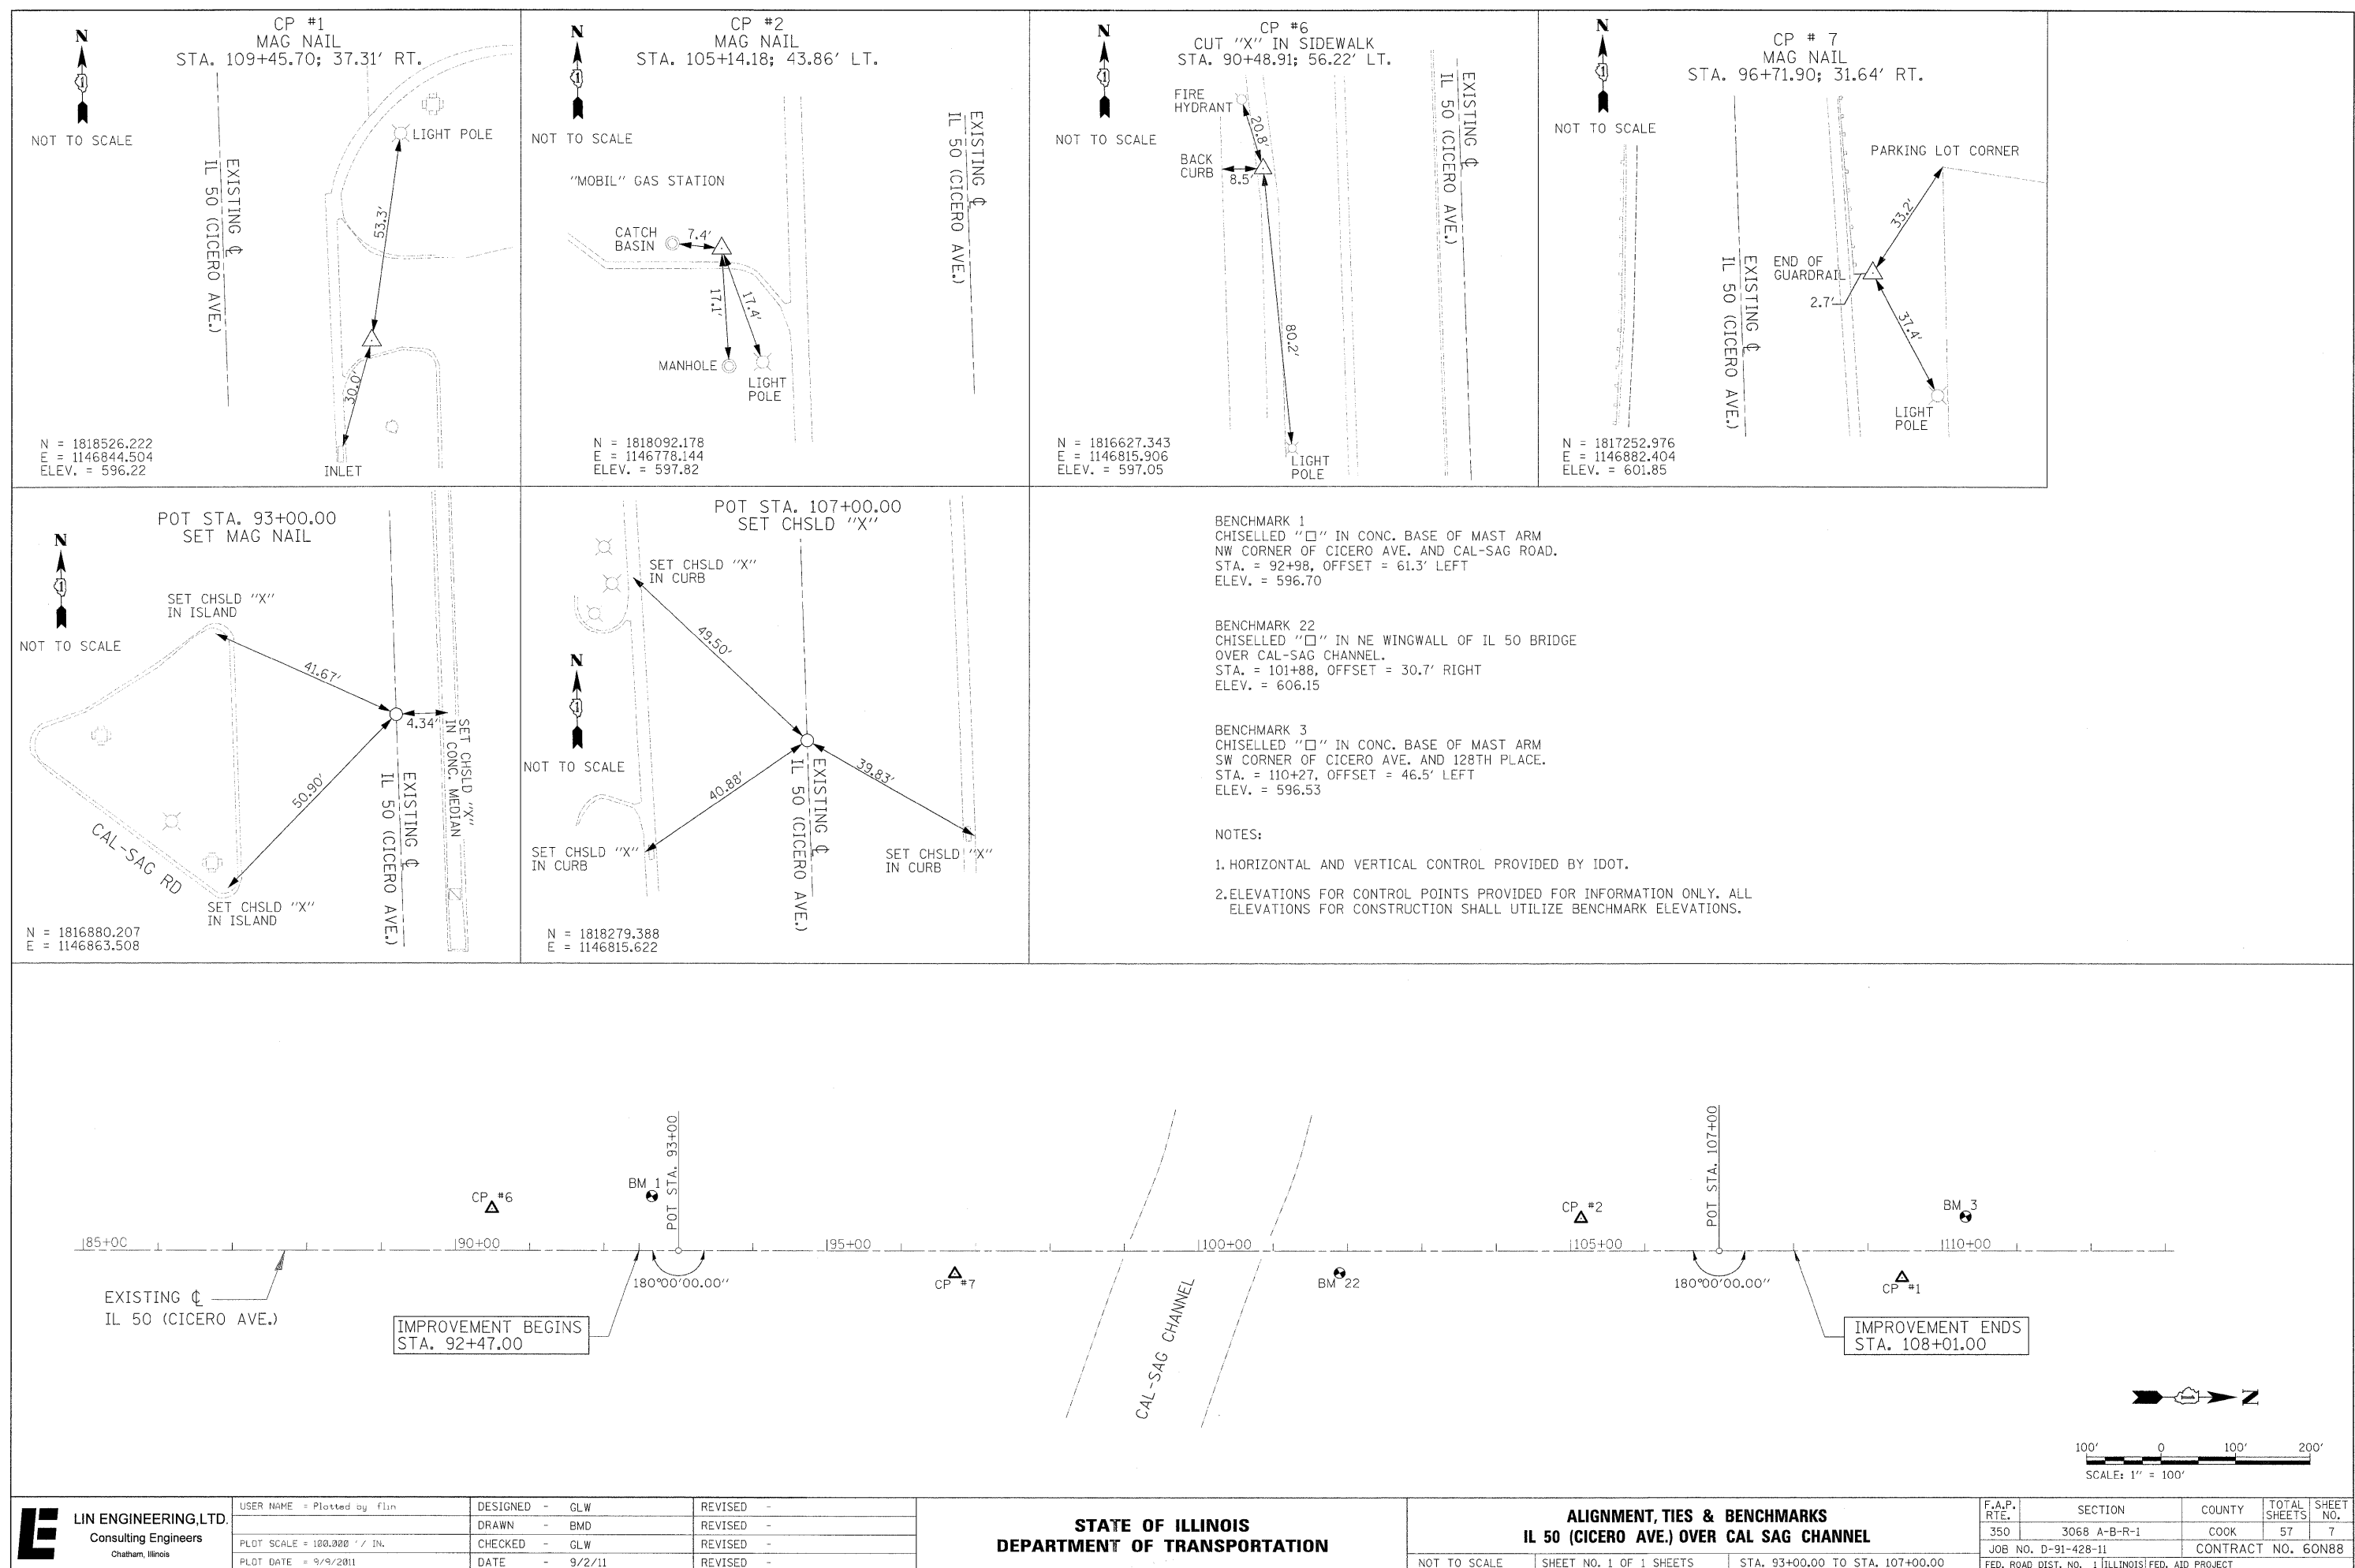 CP #1
MAG NAIL
STA. 109+45.70; 37.31' RT.
N
1
NOT TO SCALE
LIGHT POLE
EXISTING ℄
IL 50 (CICERO AVE.)
53.3'
30.0'
INLET
N = 1818526.222
E = 1146844.504
ELEV. = 596.22
CP #2
MAG NAIL
STA. 105+14.18; 43.86' LT.
N
1
NOT TO SCALE
"MOBIL" GAS STATION
EXISTING ℄
IL 50 (CICERO AVE.)
CATCH
BASIN
7.4'
17.1'
17.4'
MANHOLE
LIGHT
POLE
N = 1818092.178
E = 1146778.144
ELEV. = 597.82
CP #6
CUT "X" IN SIDEWALK
STA. 90+48.91; 56.22' LT.
N
1
NOT TO SCALE
FIRE
HYDRANT
20.8'
BACK
CURB
8.5'
EXISTING ℄
IL 50 (CICERO AVE.)
80.2'
LIGHT
POLE
N = 1816627.343
E = 1146815.906
ELEV. = 597.05
CP # 7
MAG NAIL
STA. 96+71.90; 31.64' RT.
N
1
NOT TO SCALE
PARKING LOT CORNER
33.2'
END OF
GUARDRAIL
2.7'
37.4'
EXISTING ℄
IL 50 (CICERO AVE.)
LIGHT
POLE
N = 1817252.976
E = 1146882.404
ELEV. = 601.85
POT STA. 93+00.00
SET MAG NAIL
N
1
NOT TO SCALE
SET CHSLD "X"
IN ISLAND
41.67'
4.34'
50.90'
SET CHSLD "X"
IN CONC. MEDIAN
EXISTING ℄
IL 50 (CICERO AVE.)
CAL-SAG RD
SET CHSLD "X"
IN ISLAND
N = 1816880.207
E = 1146863.508
POT STA. 107+00.00
SET CHSLD "X"
SET CHSLD "X"
IN CURB
49.50'
N
1
NOT TO SCALE
40.88'
39.83'
EXISTING ℄
IL 50 (CICERO AVE.)
SET CHSLD "X"
IN CURB
SET CHSLD "X"
IN CURB
N = 1818279.388
E = 1146815.622
BENCHMARK 1
CHISELLED "□" IN CONC. BASE OF MAST ARM
NW CORNER OF CICERO AVE. AND CAL-SAG ROAD.
STA. = 92+98, OFFSET = 61.3' LEFT
ELEV. = 596.70
BENCHMARK 22
CHISELLED "□" IN NE WINGWALL OF IL 50 BRIDGE
OVER CAL-SAG CHANNEL.
STA. = 101+88, OFFSET = 30.7' RIGHT
ELEV. = 606.15
BENCHMARK 3
CHISELLED "□" IN CONC. BASE OF MAST ARM
SW CORNER OF CICERO AVE. AND 128TH PLACE.
STA. = 110+27, OFFSET = 46.5' LEFT
ELEV. = 596.53
NOTES:
1. HORIZONTAL AND VERTICAL CONTROL PROVIDED BY IDOT.
2. ELEVATIONS FOR CONTROL POINTS PROVIDED FOR INFORMATION ONLY. ALL
ELEVATIONS FOR CONSTRUCTION SHALL UTILIZE BENCHMARK ELEVATIONS.
POT STA. 93+00
POT STA. 107+00
CP #6
BM 1
CP #2
BM 3
85+00
90+00
95+00
100+00
105+00
110+00
180°00'00.00"
CP #7
BM 22
180°00'00.00"
CP #1
EXISTING ℄
IL 50 (CICERO AVE.)
IMPROVEMENT BEGINS
STA. 92+47.00
CAL-SAG CHANNEL
IMPROVEMENT ENDS
STA. 108+01.00
N
100' 0 100' 200'
SCALE: 1" = 100'
LIN ENGINEERING,LTD.
Consulting Engineers
Chatham, Illinois
USER NAME = Plotted by flin
PLOT SCALE = 100.000 ' / IN.
PLOT DATE = 9/9/2011
DESIGNED - GLW
DRAWN - BMD
CHECKED - GLW
DATE - 9/2/11
REVISED -
REVISED -
REVISED -
REVISED -
STATE OF ILLINOIS
DEPARTMENT OF TRANSPORTATION
ALIGNMENT, TIES & BENCHMARKS
IL 50 (CICERO AVE.) OVER CAL SAG CHANNEL
NOT TO SCALE SHEET NO. 1 OF 1 SHEETS STA. 93+00.00 TO STA. 107+00.00
F.A.P. RTE. SECTION COUNTY TOTAL SHEETS SHEET NO.
350 3068 A-B-R-1 COOK 57 7
JOB NO. D-91-428-11 CONTRACT NO. 60N88
FED. ROAD DIST. NO. 1 ILLINOIS FED. AID PROJECT